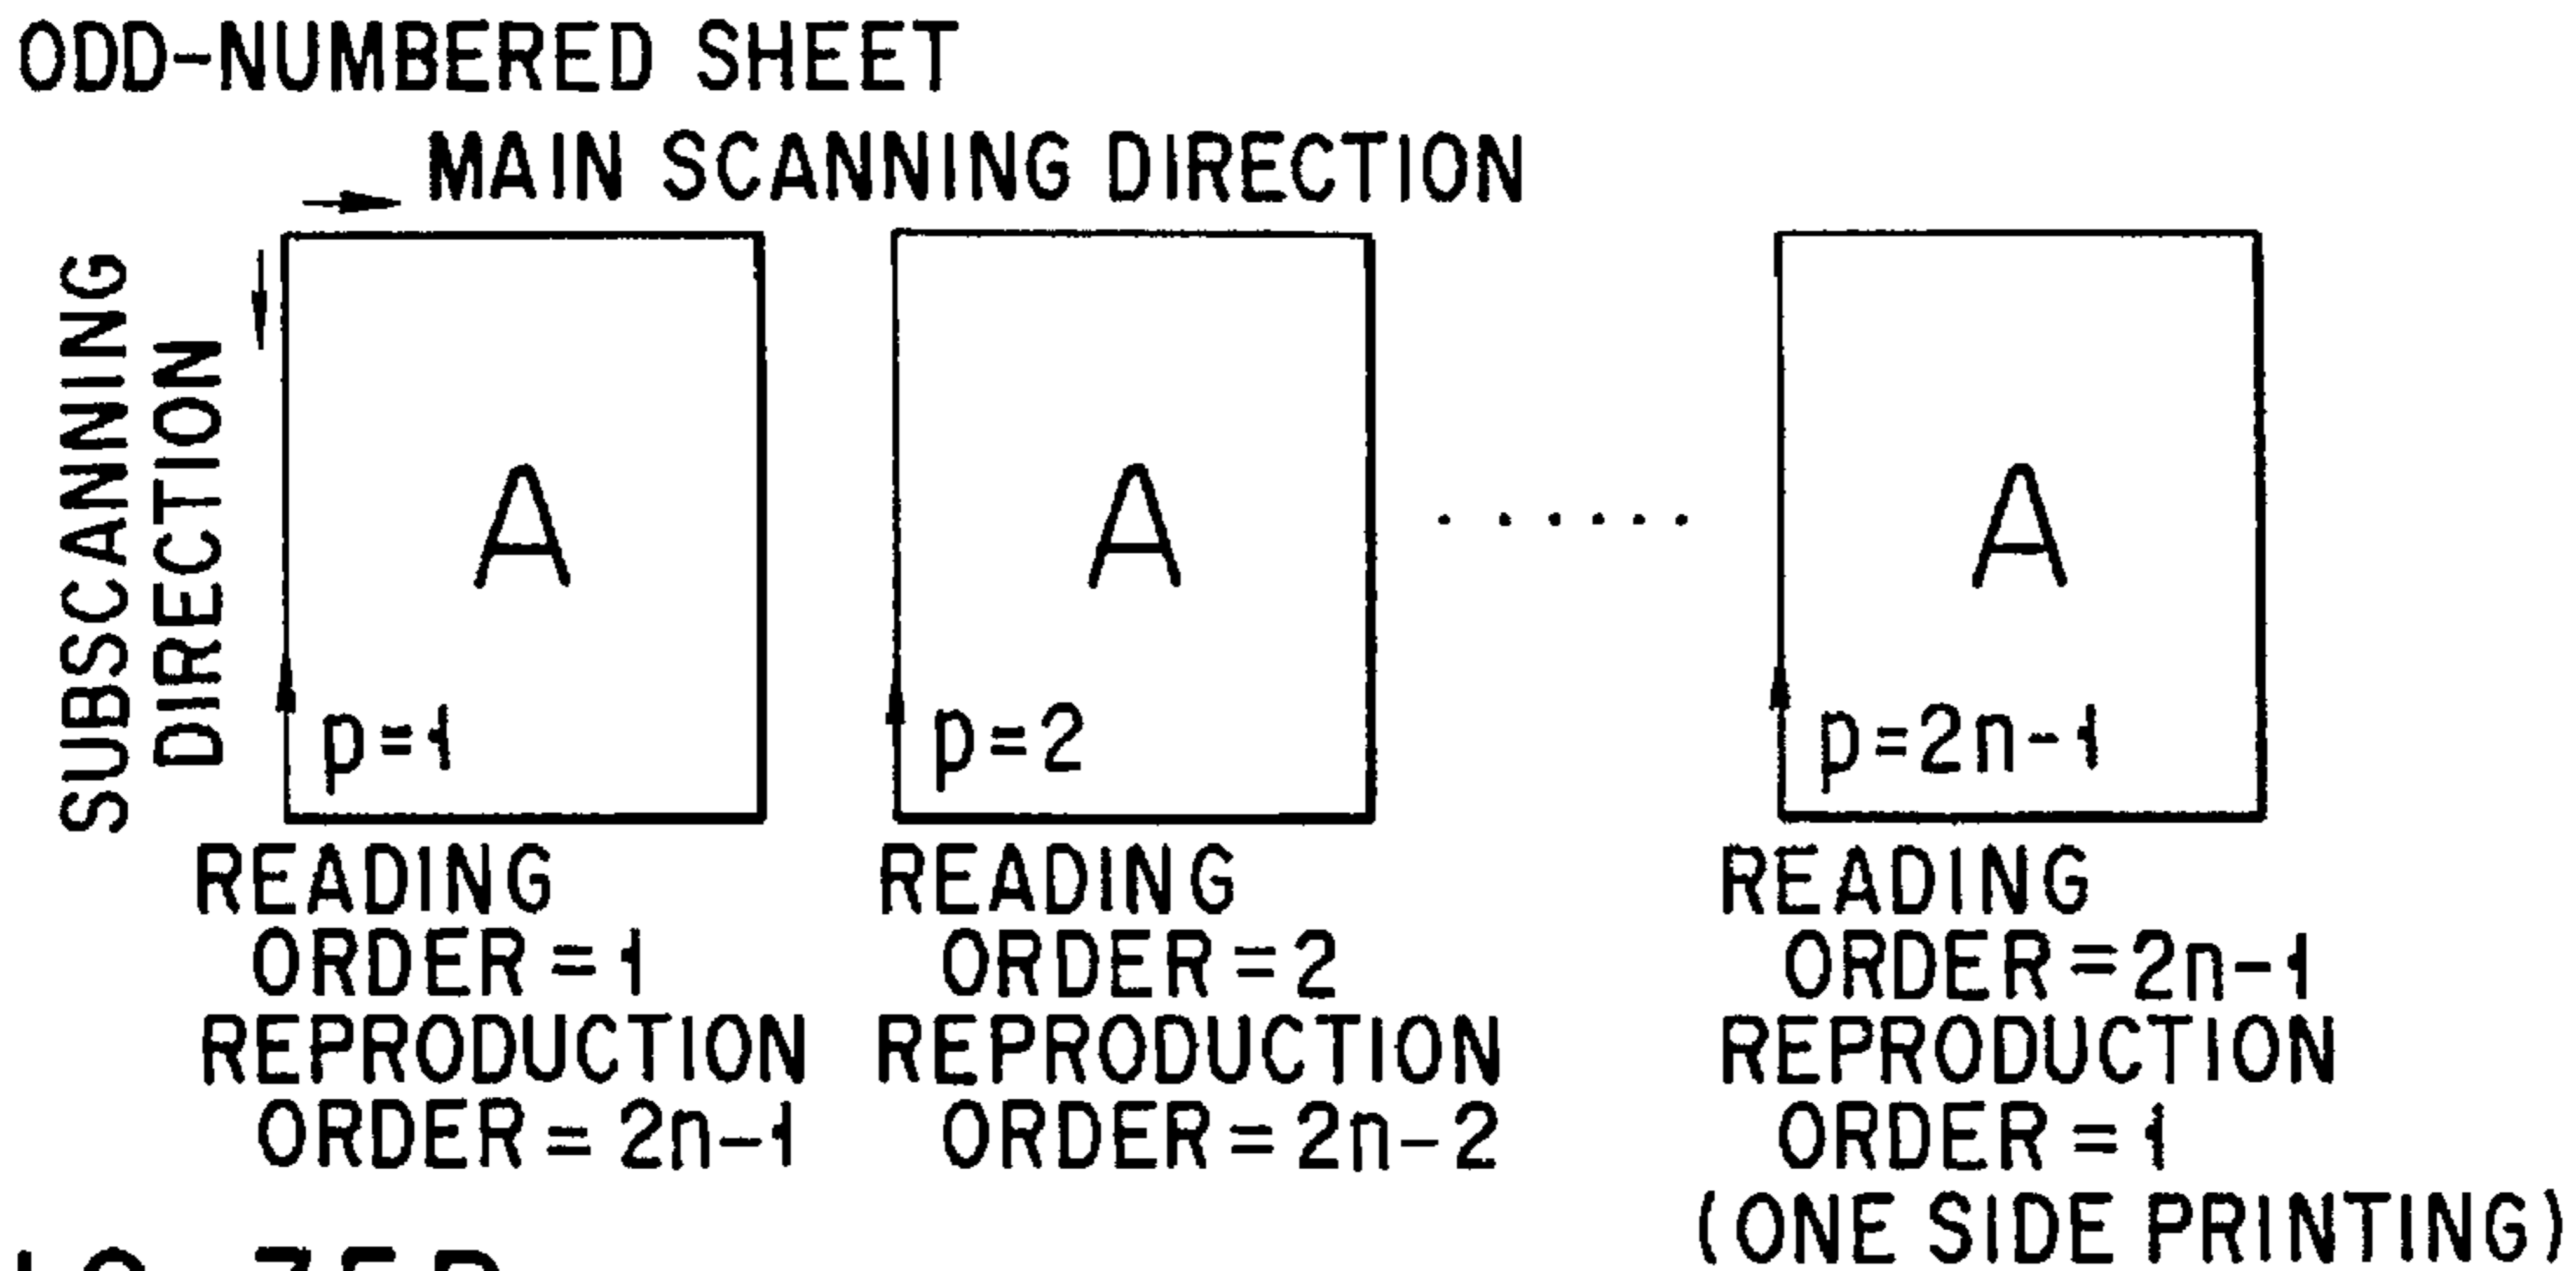 ODD-NUMBERED SHEET
MAIN SCANNING DIRECTION
SUBSCANNING
DIRECTION
A
p=1
A
p=2
......
A
p=2n-1
READING
ORDER=1
REPRODUCTION
ORDER=2n-1
READING
ORDER=2
REPRODUCTION
ORDER=2n-2
READING
ORDER=2n-1
REPRODUCTION
ORDER=1
(ONE SIDE PRINTING)